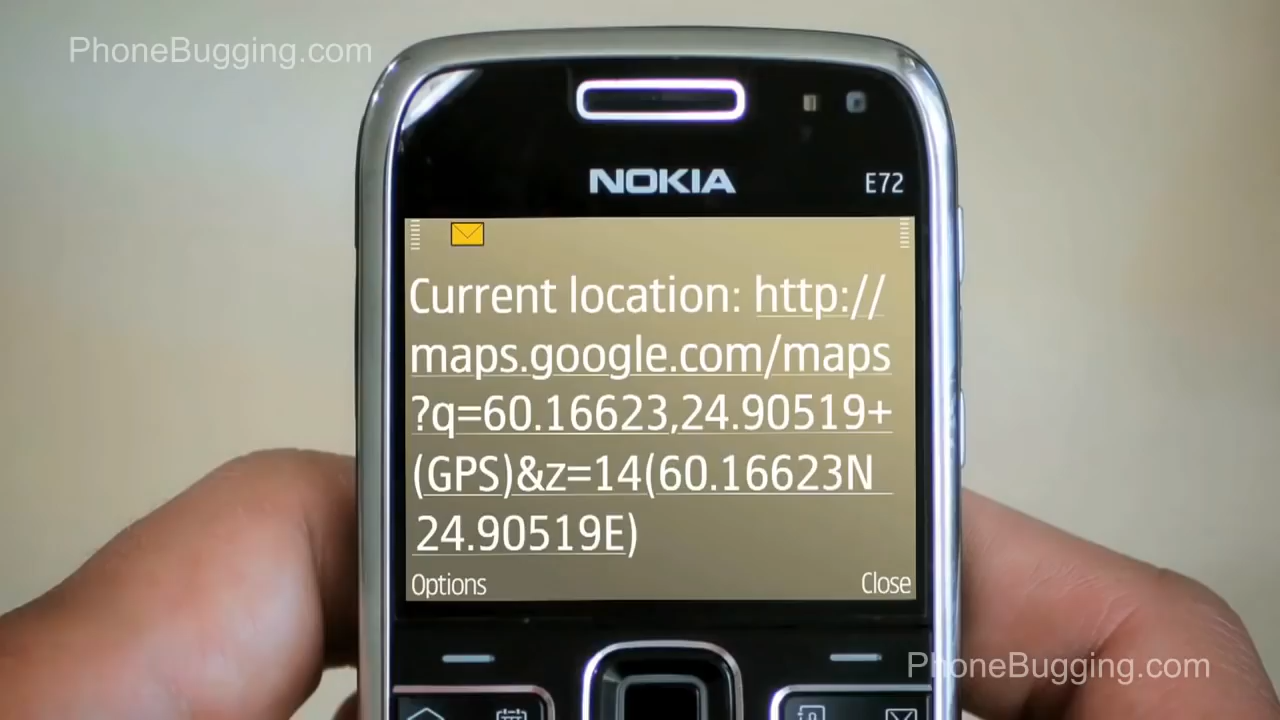 PhoneBugging.com
NOKIA
E72
Current location: http://
maps.google.com/maps
?q=60.16623,24.90519+
(GPS)&z=14(60.16623N
24.90519E)
Options
Close
PhoneBugging.com